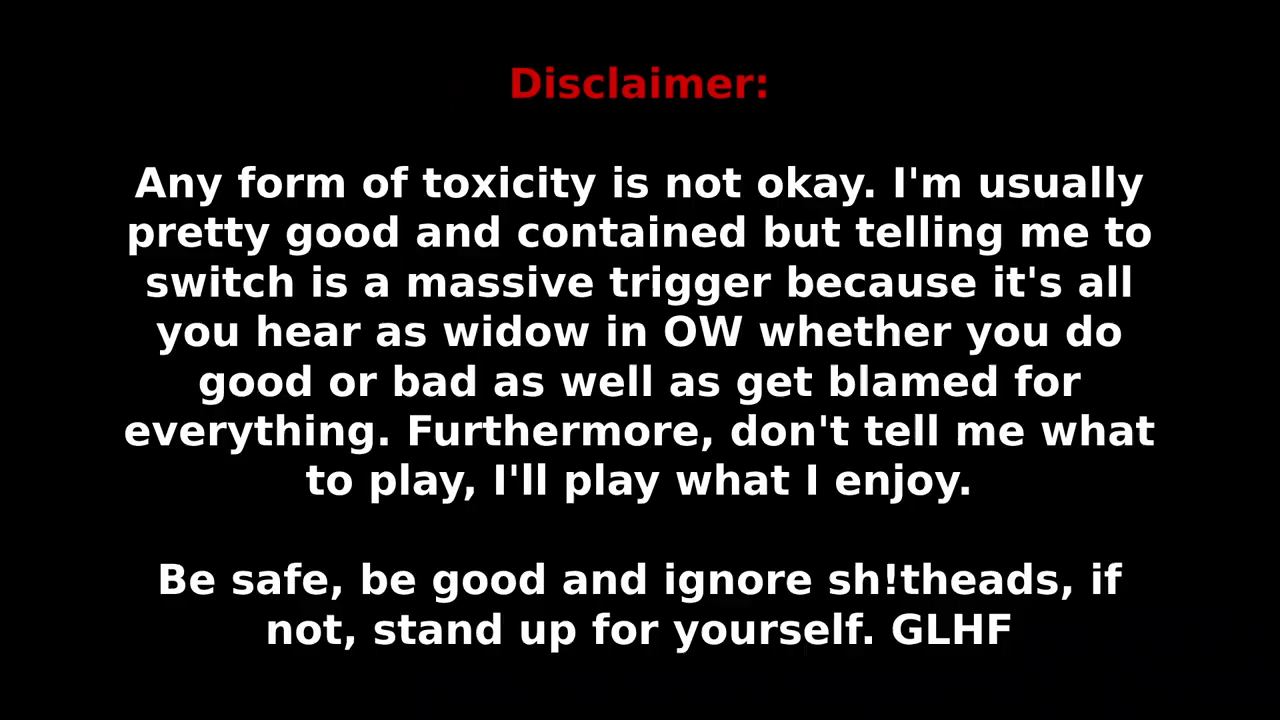 Disclaimer:
Any form of toxicity is not okay. I'm usually
pretty good and contained but telling me to
switch is a massive trigger because it's all
you hear as widow in OW whether you do
good or bad as well as get blamed for
everything. Furthermore, don't tell me what
to play, I'll play what I enjoy.
Be safe, be good and ignore sh!theads, if
not, stand up for yourself. GLHF